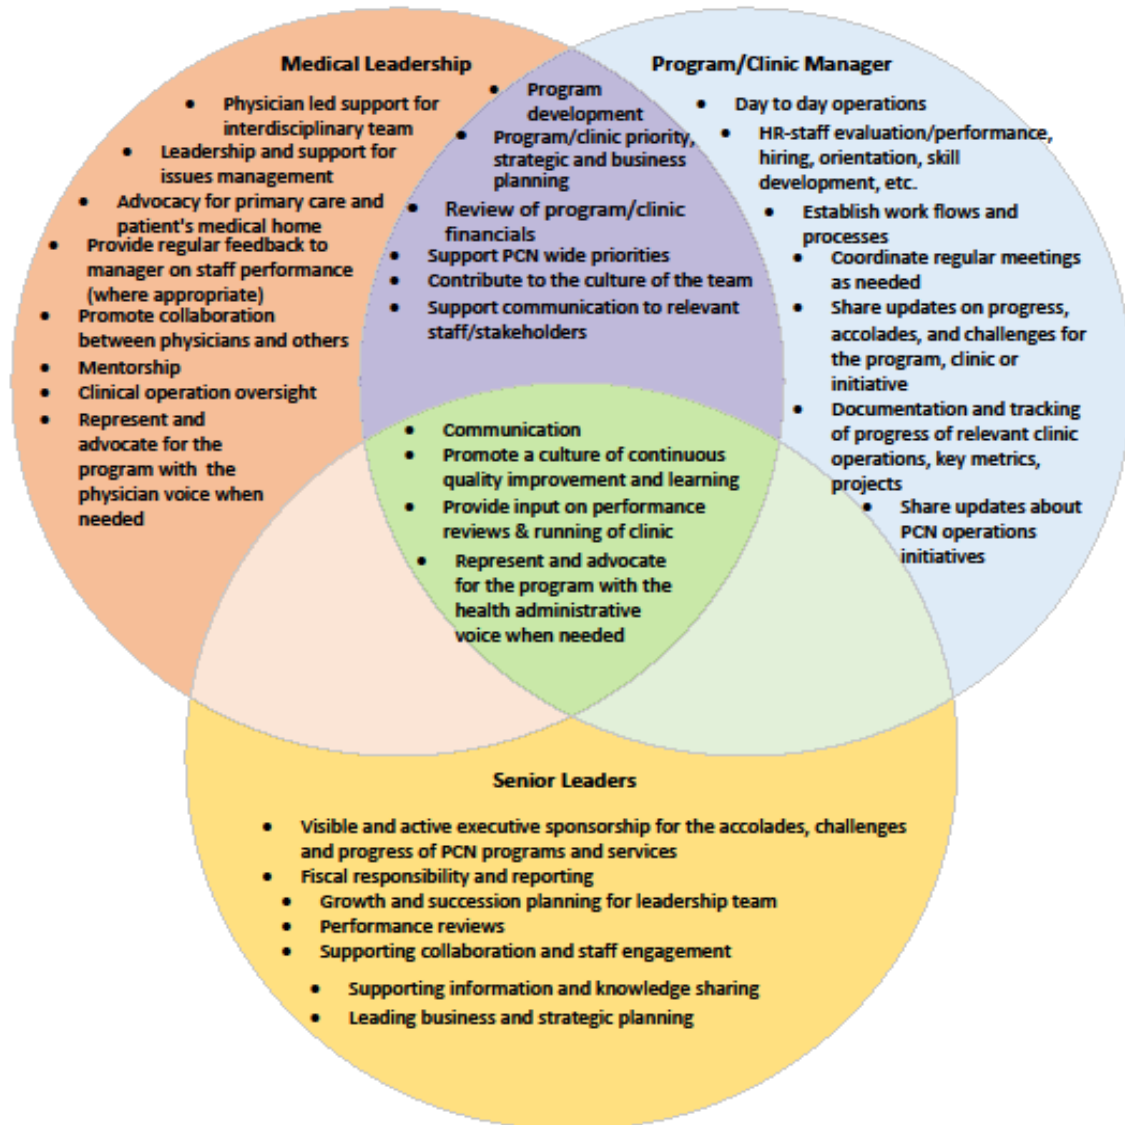 Medical Leadership
• Physician led support for
interdisciplinary team
• Leadership and support for
issues management
• Advocacy for primary care and
patient's medical home
• Provide regular feedback to
manager on staff performance
(where appropriate)
• Promote collaboration
between physicians and others
• Mentorship
• Clinical operation oversight
• Represent and
advocate for the
program with the
physician voice when
needed
• Program
development
• Program/clinic priority,
strategic and business
planning
• Review of program/clinic
financials
• Support PCN wide priorities
• Contribute to the culture of the team
• Support communication to relevant
staff/stakeholders
Program/Clinic Manager
• Day to day operations
• HR-staff evaluation/performance,
hiring, orientation, skill
development, etc.
• Establish work flows and
processes
• Coordinate regular meetings
as needed
• Share updates on progress,
accolades, and challenges for
the program, clinic or
initiative
• Documentation and tracking
of progress of relevant clinic
operations, key metrics,
projects
• Share updates about
PCN operations
initiatives
• Communication
• Promote a culture of continuous
quality improvement and learning
• Provide input on performance
reviews & running of clinic
• Represent and advocate
for the program with the
health administrative
voice when needed
Senior Leaders
• Visible and active executive sponsorship for the accolades, challenges
and progress of PCN programs and services
• Fiscal responsibility and reporting
• Growth and succession planning for leadership team
• Performance reviews
• Supporting collaboration and staff engagement
• Supporting information and knowledge sharing
• Leading business and strategic planning